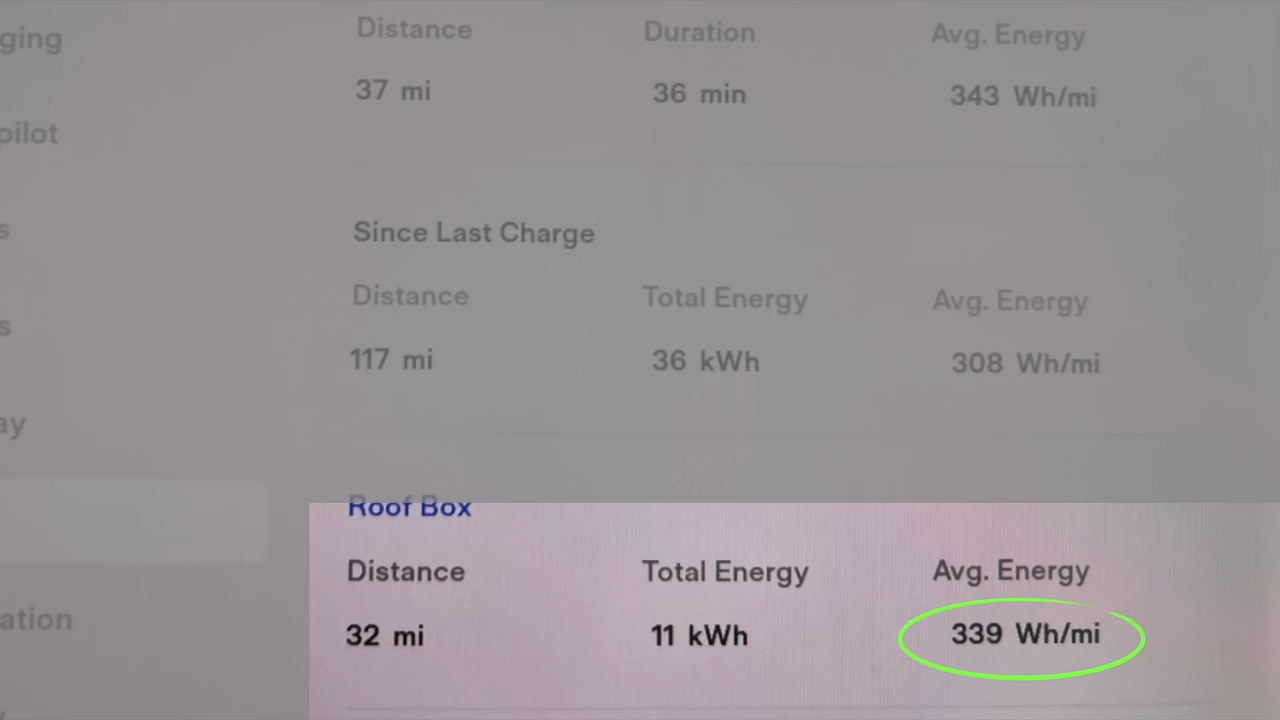 ging
Distance Duration Avg. Energy
37 mi 36 min 343 Wh/mi
pilot
s
Since Last Charge
Distance Total Energy Avg. Energy
s
117 mi 36 kWh 308 Wh/mi
ay
Roof Box
Distance Total Energy Avg. Energy
ation
32 mi 11 kWh 339 Wh/mi